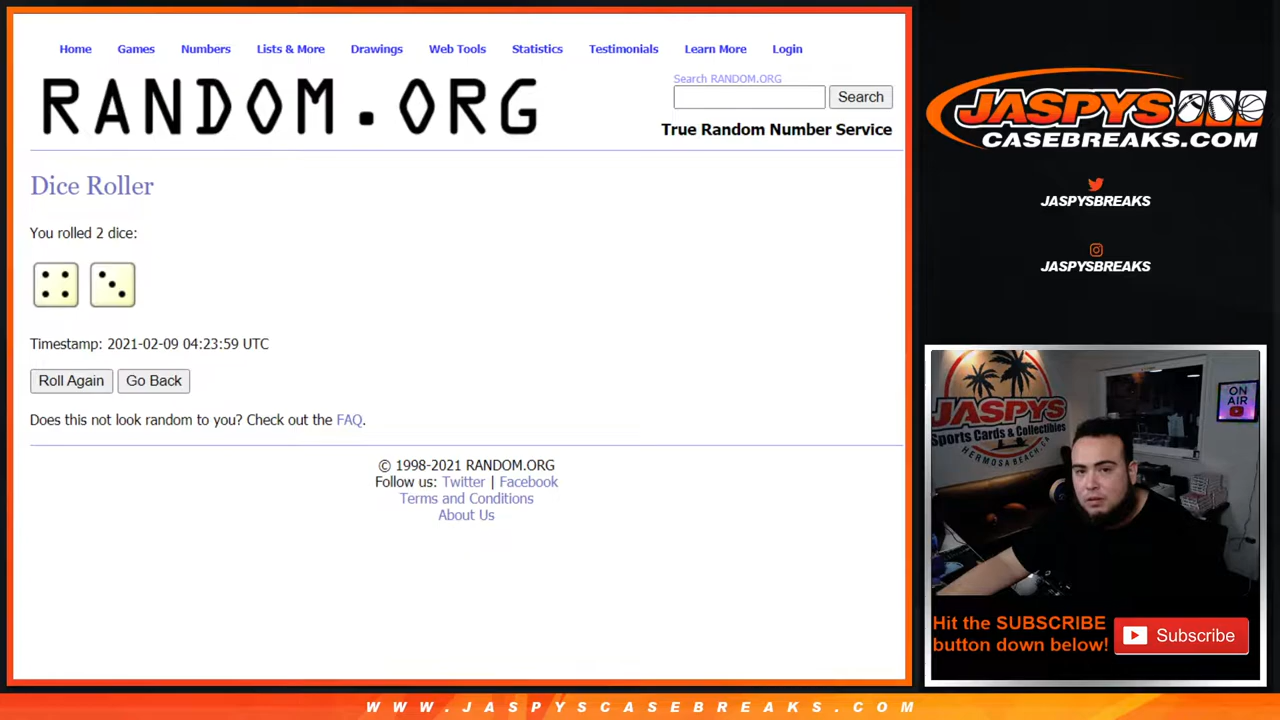 Home Games Numbers Lists & More Drawings Web Tools Statistics Testimonials Learn More Login
RANDOM.ORG
Search RANDOM.ORG
Search
True Random Number Service
Dice Roller
You rolled 2 dice:
Timestamp: 2021-02-09 04:23:59 UTC
Roll Again Go Back
Does this not look random to you? Check out the FAQ.
© 1998-2021 RANDOM.ORG
Follow us: Twitter | Facebook
Terms and Conditions
About Us
JASPYS
CASEBREAKS.COM
JASPYSBREAKS
JASPYSBREAKS
JASPYS
Sports Cards & Collectibles
HERMOSA BEACH, CA
ON
AIR
Hit the SUBSCRIBE
button down below!
Subscribe
WWW.JASPYSCASEBREAKS.COM